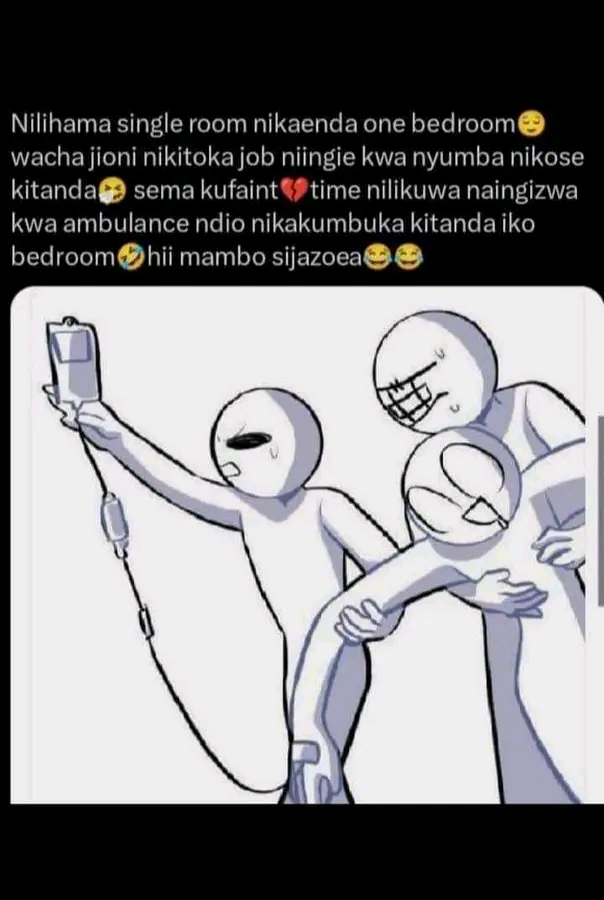 Nilihama single room nikaenda one bedroom😌
wacha jioni nikitoka job niingie kwa nyumba nikose
kitanda🤧 sema kufaint💔time nilikuwa naingizwa
kwa ambulance ndio nikakumbuka kitanda iko
bedroom🤣hii mambo sijazoea😂😂